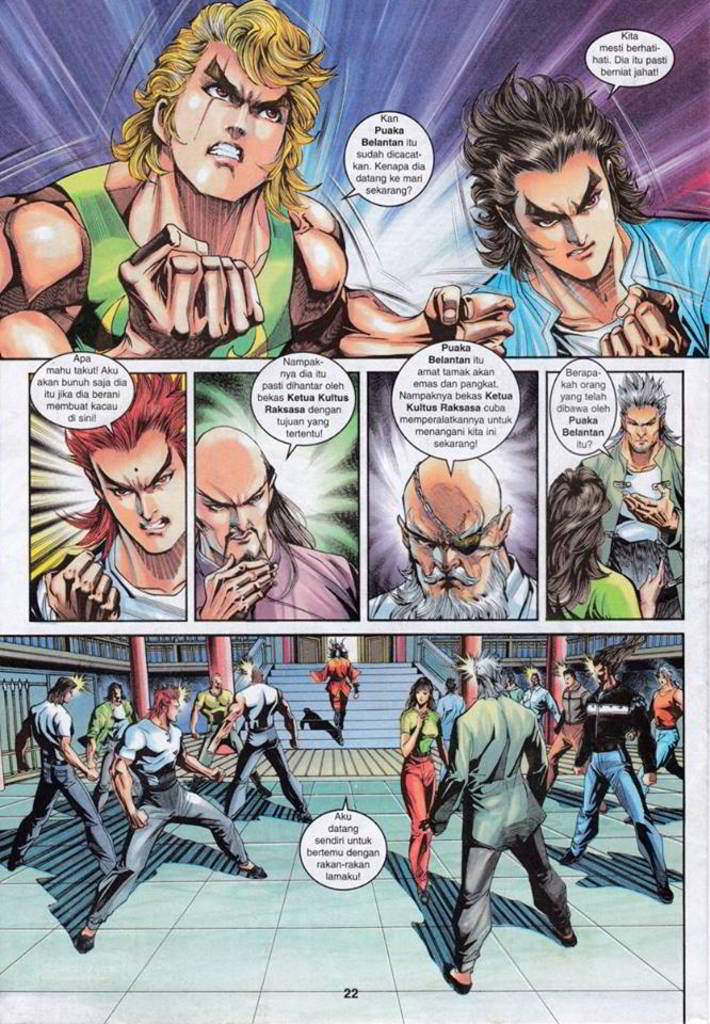 Kan
Puaka
Belantan itu
sudah dicacat-
kan. Kenapa dia
datang ke mari
sekarang?
Kita
mesti berhati-
hati. Dia itu pasti
berniat jahat!
Apa
mahu takut! Aku
akan bunuh saja dia
itu jika dia berani
membuat kacau
di sini!
Nampak-
nya dia itu
pasti dihantar oleh
bekas Ketua Kultus
Raksasa dengan
tujuan yang
tertentu!
Puaka
Belantan itu
amat tamak akan
emas dan pangkat.
Nampaknya bekas Ketua
Kultus Raksasa cuba
memperalatkannya untuk
menangani kita ini
sekarang!
Berapa-
kah orang
yang telah
dibawa oleh
Puaka
Belantan
itu?
Aku
datang
sendiri untuk
bertemu dengan
rakan-rakan
lamaku!
22